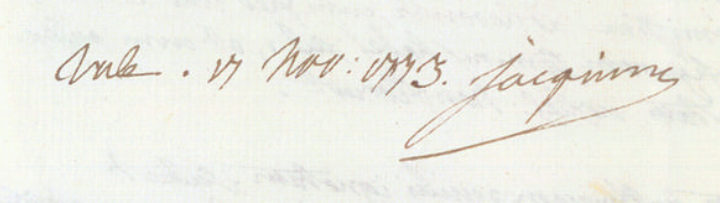 Vale. 17 Nov: 1773. Jacquin